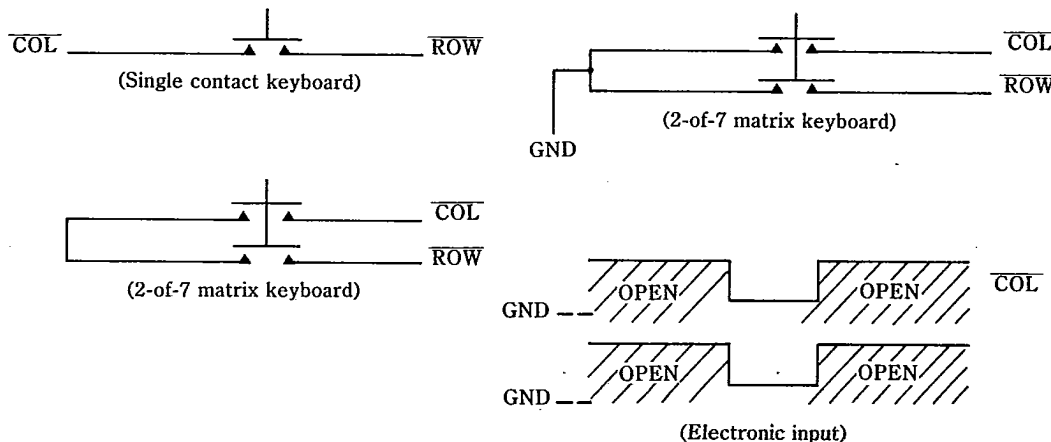 COL ROW
(Single contact keyboard)
COL
ROW
(2-of-7 matrix keyboard)
GND
COL
ROW
(2-of-7 matrix keyboard)
OPEN OPEN COL
GND
OPEN OPEN
GND
(Electronic input)